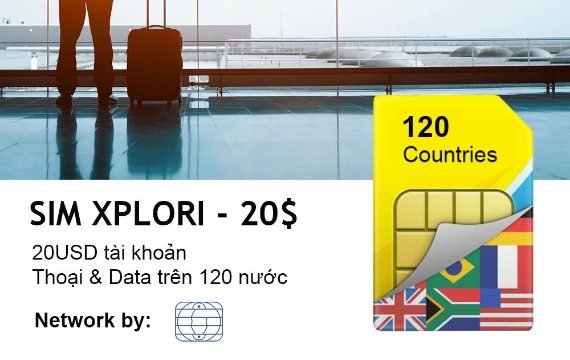 120
Countries
SIM XPLORI - 20$
20USD tài khoản
Thoại & Data trên 120 nước
Network by: